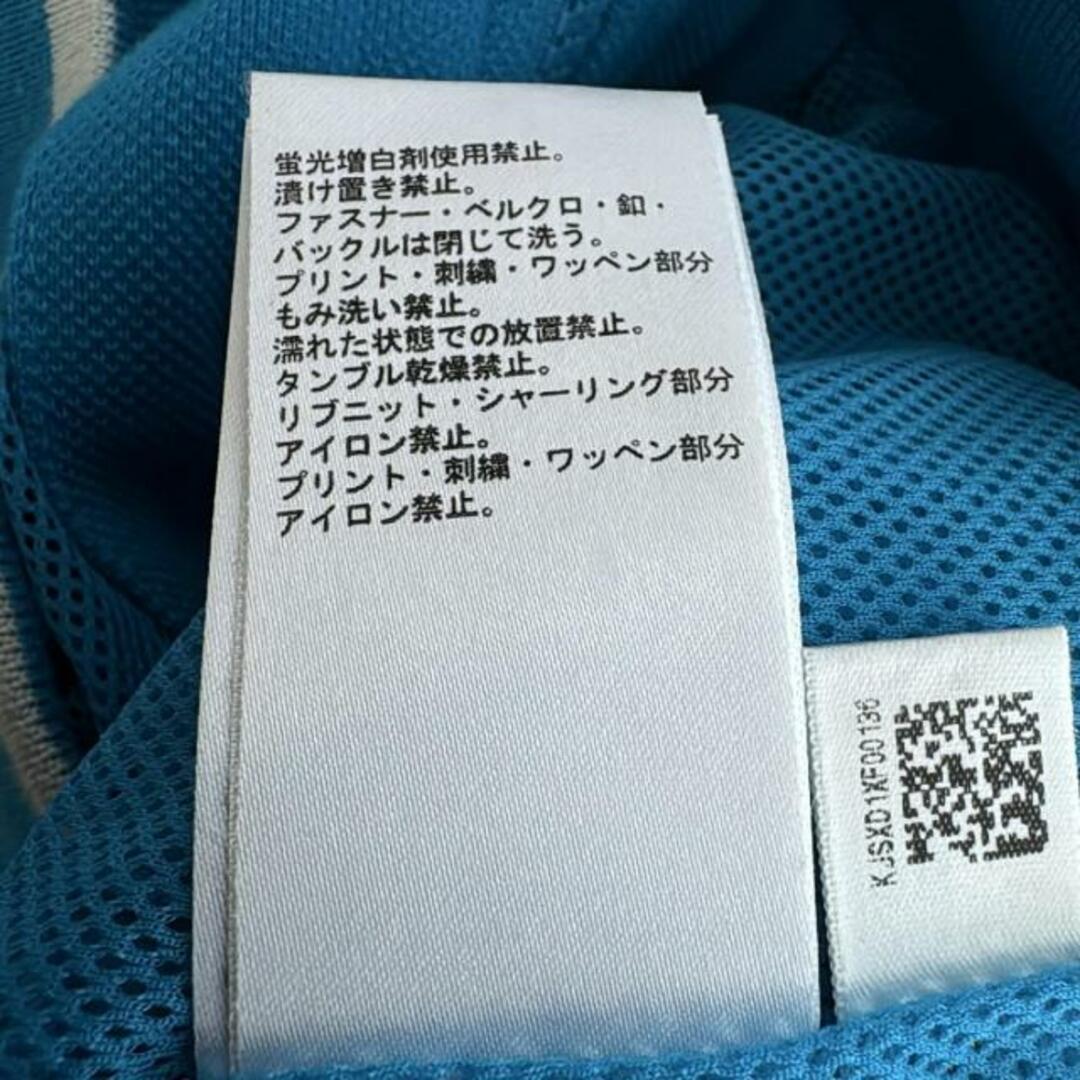 蛍光増白剤使用禁止。
漬け置き禁止。
ファスナー・ベルクロ・釦・
バックルは閉じて洗う。
プリント・刺繍・ワッペン部分
もみ洗い禁止。
濡れた状態での放置禁止。
タンブル乾燥禁止。
リブニット・シャーリング部分
アイロン禁止。
プリント・刺繍・ワッペン部分
アイロン禁止。
KJSXD1XF00136